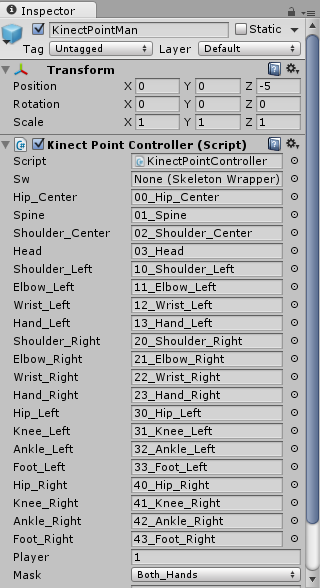 Inspector
KinectPointMan Static
Tag Untagged Layer Default
Transform
Position X 0 Y 0 Z -5
Rotation X 0 Y 0 Z 0
Scale X 1 Y 1 Z 1
Kinect Point Controller (Script)
Script KinectPointController
Sw None (Skeleton Wrapper)
Hip_Center 00_Hip_Center
Spine 01_Spine
Shoulder_Center 02_Shoulder_Center
Head 03_Head
Shoulder_Left 10_Shoulder_Left
Elbow_Left 11_Elbow_Left
Wrist_Left 12_Wrist_Left
Hand_Left 13_Hand_Left
Shoulder_Right 20_Shoulder_Right
Elbow_Right 21_Elbow_Right
Wrist_Right 22_Wrist_Right
Hand_Right 23_Hand_Right
Hip_Left 30_Hip_Left
Knee_Left 31_Knee_Left
Ankle_Left 32_Ankle_Left
Foot_Left 33_Foot_Left
Hip_Right 40_Hip_Right
Knee_Right 41_Knee_Right
Ankle_Right 42_Ankle_Right
Foot_Right 43_Foot_Right
Player 1
Mask Both_Hands